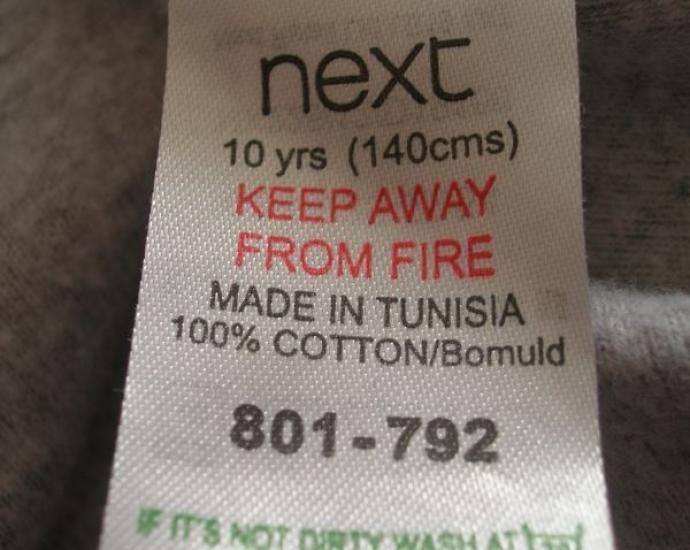 next
10 yrs (140cms)
KEEP AWAY
FROM FIRE
MADE IN TUNISIA
100% COTTON/Bomuld
801-792
IF IT'S NOT DIRTY WASH AT